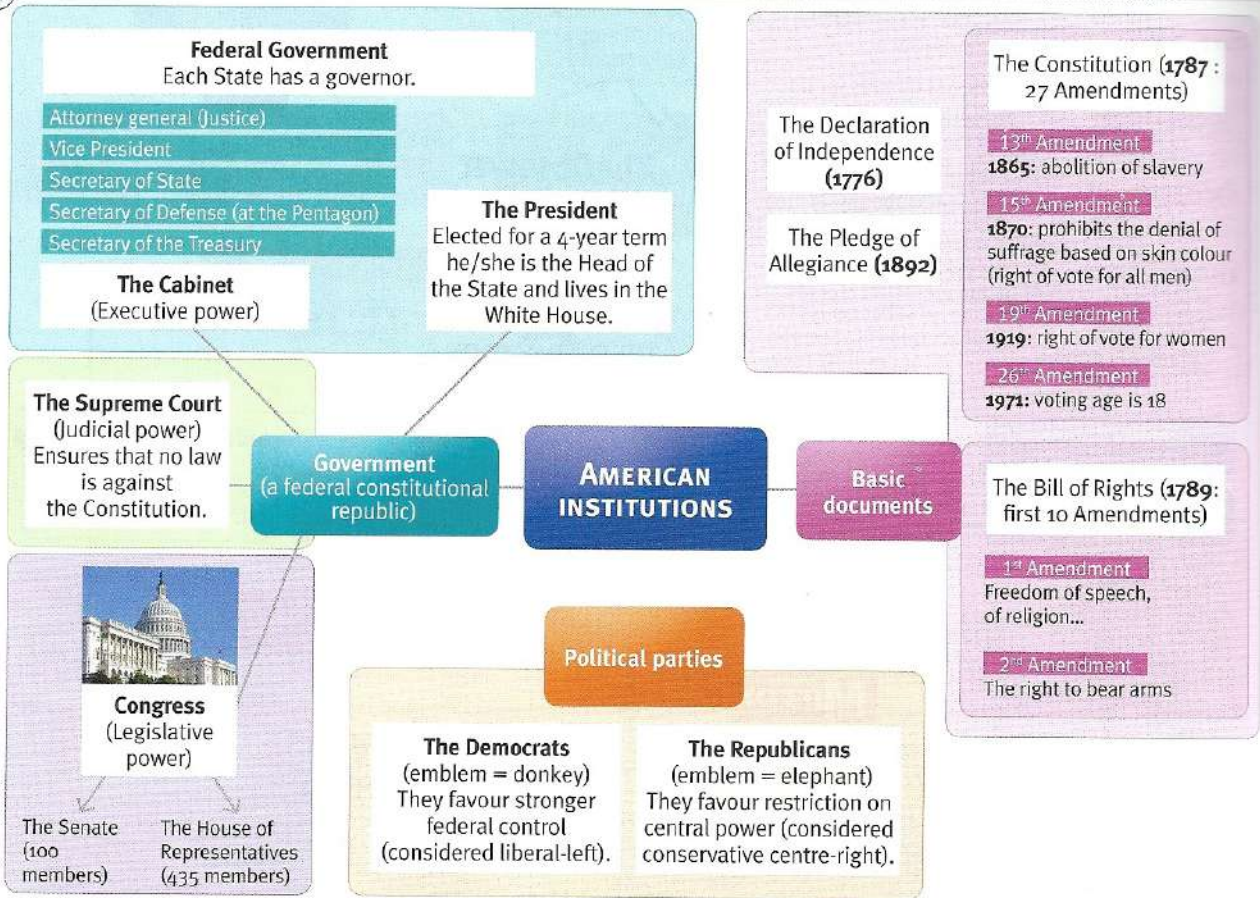 Federal Government
Each State has a governor.
Attorney general (Justice)
Vice President
Secretary of State
Secretary of Defense (at the Pentagon)
Secretary of the Treasury
The Cabinet
(Executive power)
The President
Elected for a 4-year term
he/she is the Head of
the State and lives in the
White House.
The Supreme Court
(Judicial power)
Ensures that no law
is against
the Constitution.
Government
(a federal constitutional
republic)
Congress
(Legislative
power)
The Senate
(100
members)
The House of
Representatives
(435 members)
AMERICAN
INSTITUTIONS
Political parties
The Democrats
(emblem = donkey)
They favour stronger
federal control
(considered liberal-left).
The Republicans
(emblem = elephant)
They favour restriction on
central power (considered
conservative centre-right).
Basic
documents
The Declaration
of Independence
(1776)
The Pledge of
Allegiance (1892)
The Constitution (1787 :
27 Amendments)
13th Amendment
1865: abolition of slavery
15th Amendment
1870: prohibits the denial of
suffrage based on skin colour
(right of vote for all men)
19th Amendment
1919: right of vote for women
26th Amendment
1971: voting age is 18
The Bill of Rights (1789:
first 10 Amendments)
1st Amendment
Freedom of speech,
of religion...
2nd Amendment
The right to bear arms